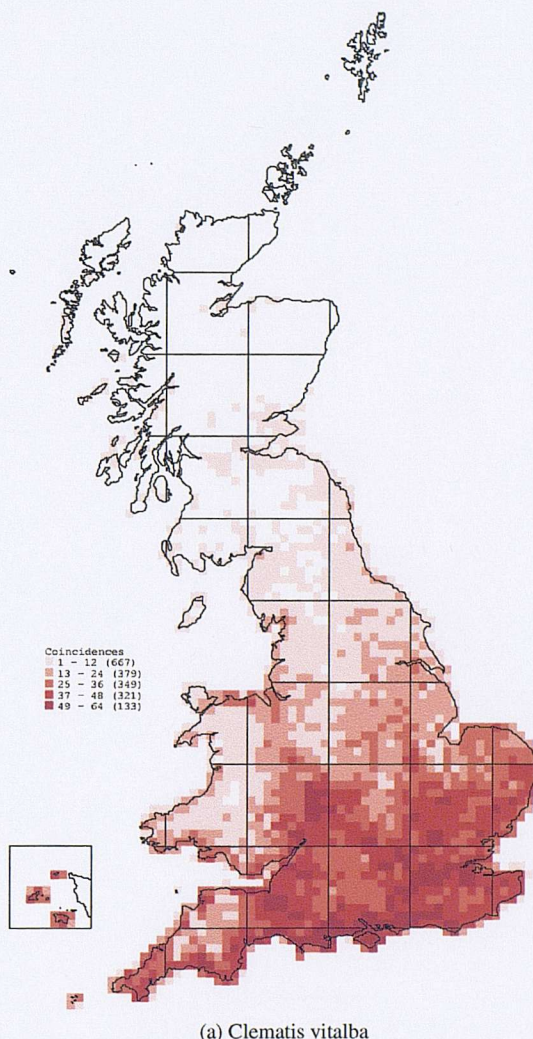 Coincidences
1 - 12 (667)
13 - 24 (379)
25 - 36 (349)
37 - 48 (321)
49 - 64 (133)
(a) Clematis vitalba